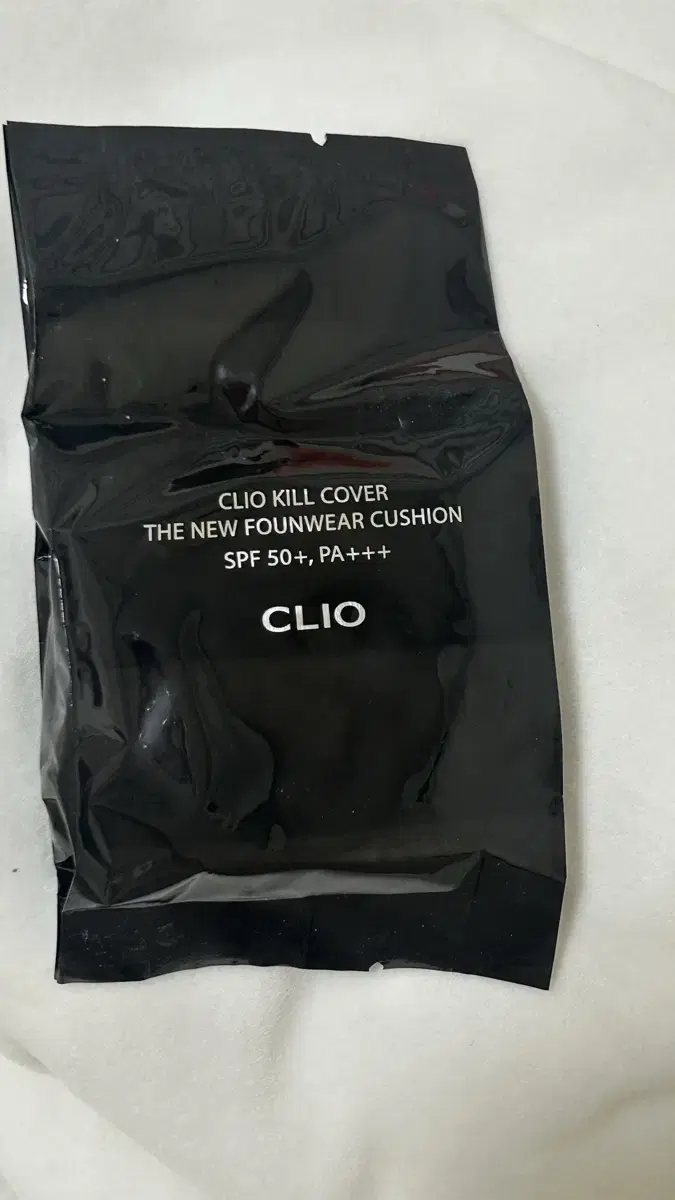 CLIO KILL COVER
THE NEW FOUNWEAR CUSHION
SPF 50+, PA+++
CLIO